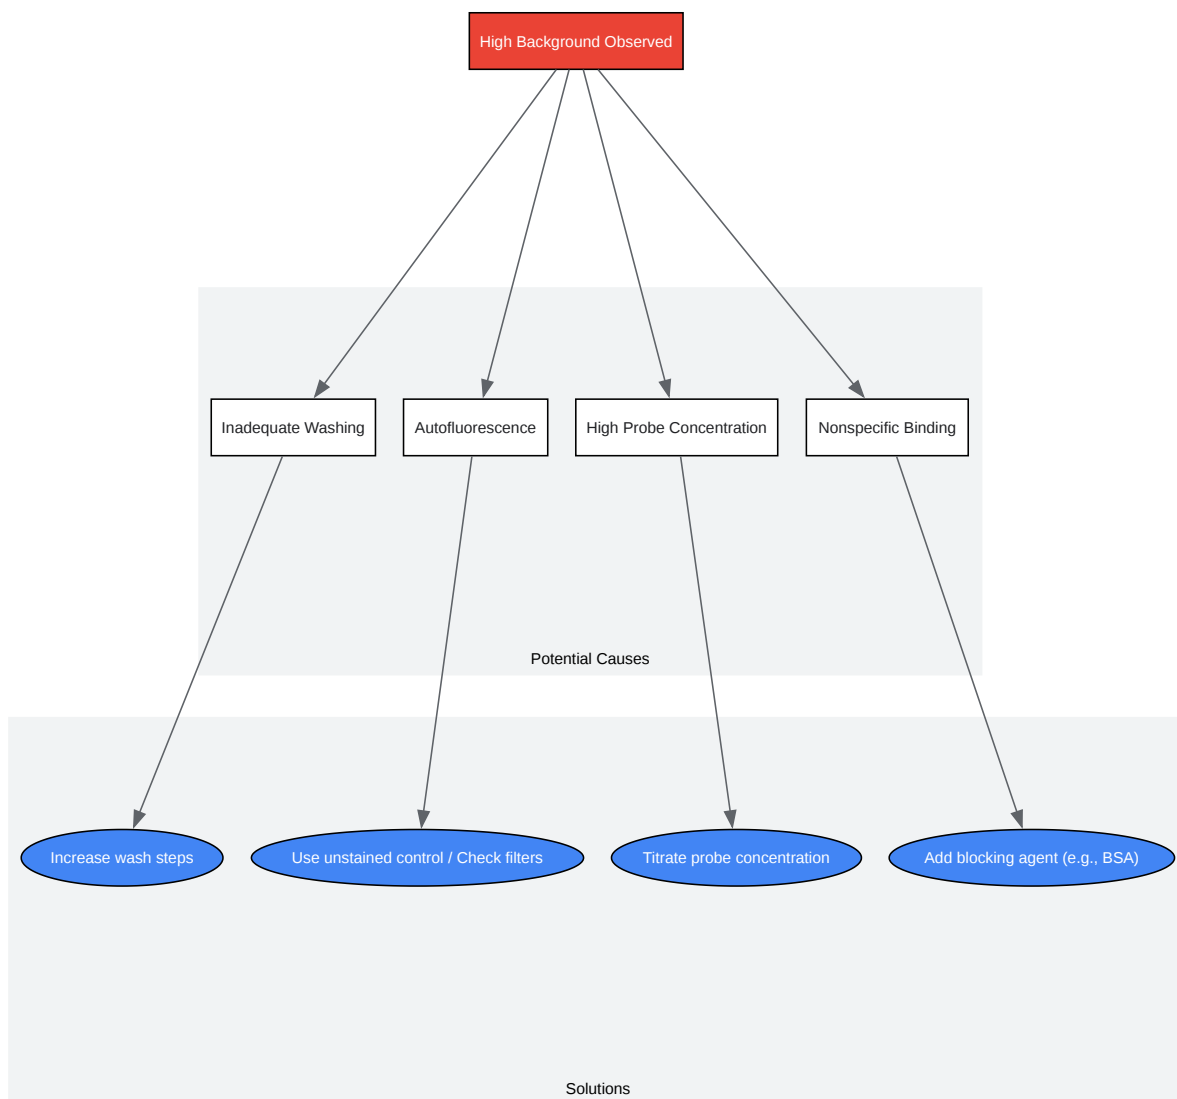 High Background Observed
Inadequate Washing
Autofluorescence
High Probe Concentration
Nonspecific Binding
Potential Causes
Increase wash steps
Use unstained control / Check filters
Titrate probe concentration
Add blocking agent (e.g., BSA)
Solutions